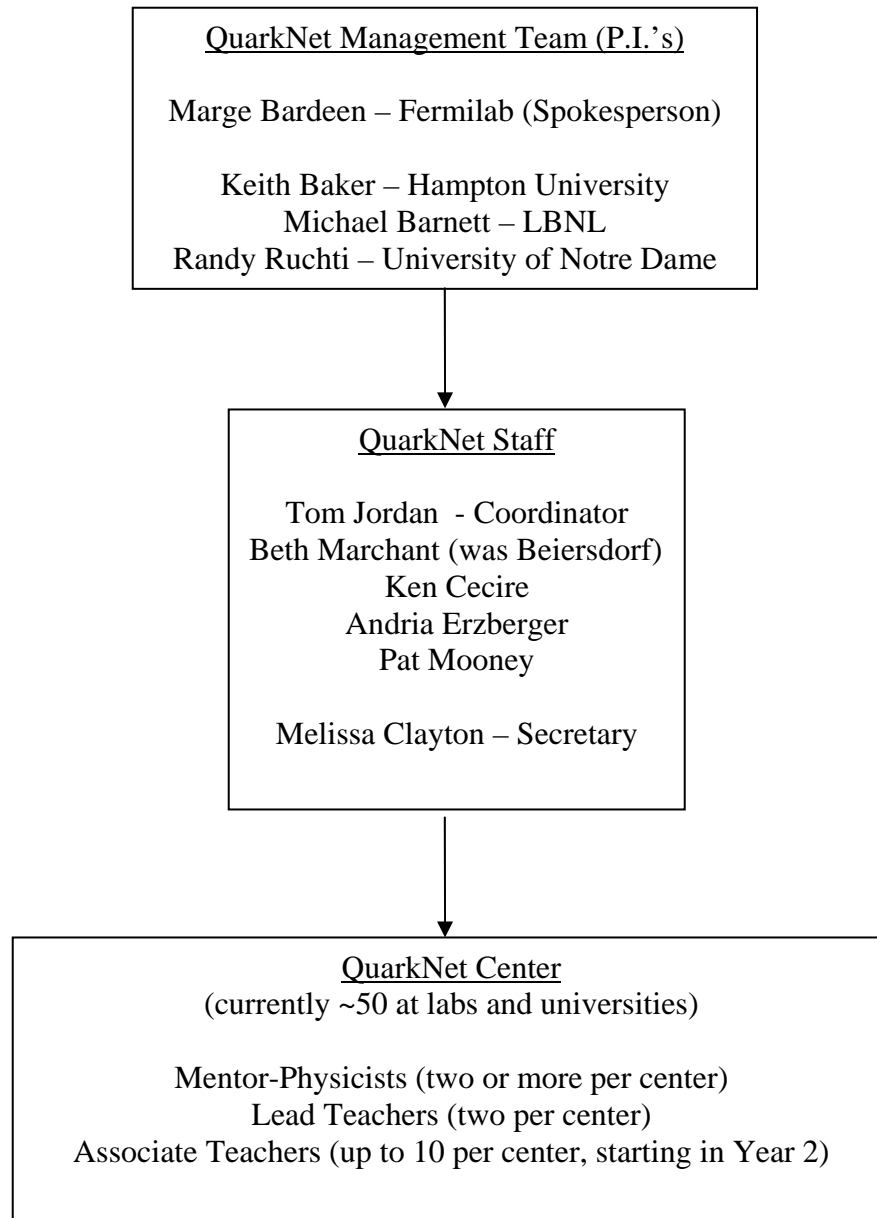 QuarkNet Management Team (P.I.’s)
Marge Bardeen – Fermilab (Spokesperson)
Keith Baker – Hampton University
Michael Barnett – LBNL
Randy Ruchti – University of Notre Dame
QuarkNet Staff
Tom Jordan - Coordinator
Beth Marchant (was Beiersdorf)
Ken Cecire
Andria Erzberger
Pat Mooney
Melissa Clayton – Secretary
QuarkNet Center
(currently ~50 at labs and universities)
Mentor-Physicists (two or more per center)
Lead Teachers (two per center)
Associate Teachers (up to 10 per center, starting in Year 2)